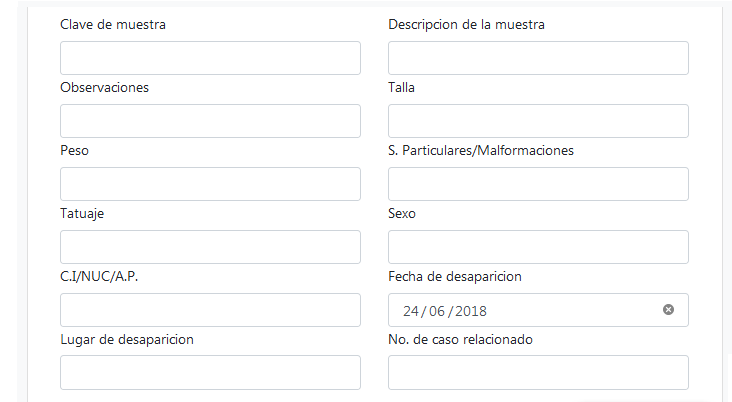 Clave de muestra
Descripcion de la muestra
Observaciones
Talla
Peso
S. Particulares/Malformaciones
Tatuaje
Sexo
C.I/NUC/A.P.
Fecha de desaparicion
24/06/2018
Lugar de desaparicion
No. de caso relacionado